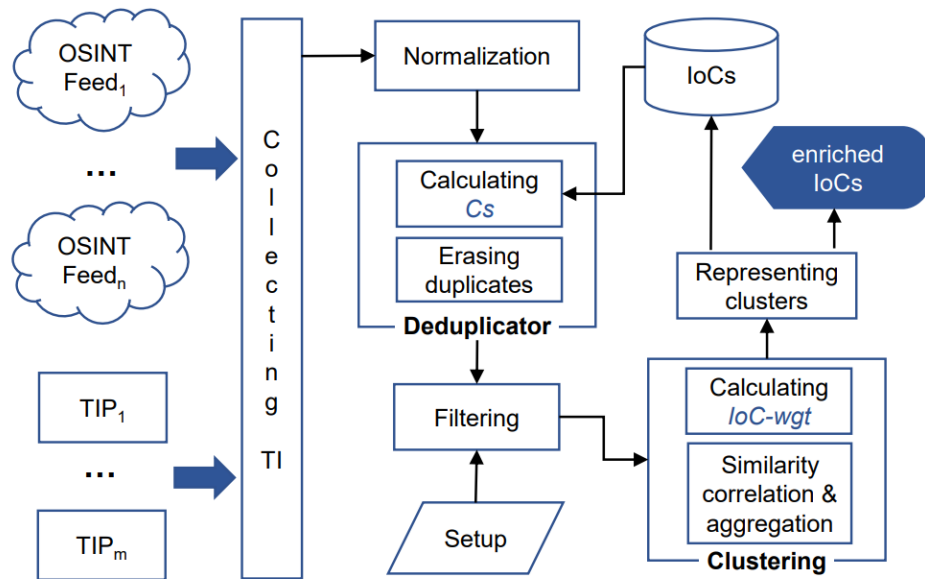 OSINT
Feed₁
...
OSINT
Feedₙ
TIP₁
...
TIPₘ
Collecting TI
Normalization
Calculating
Cs
Erasing
duplicates
Deduplicator
Filtering
Setup
IoCs
enriched
IoCs
Representing
clusters
Calculating
IoC-wgt
Similarity
correlation &
aggregation
Clustering